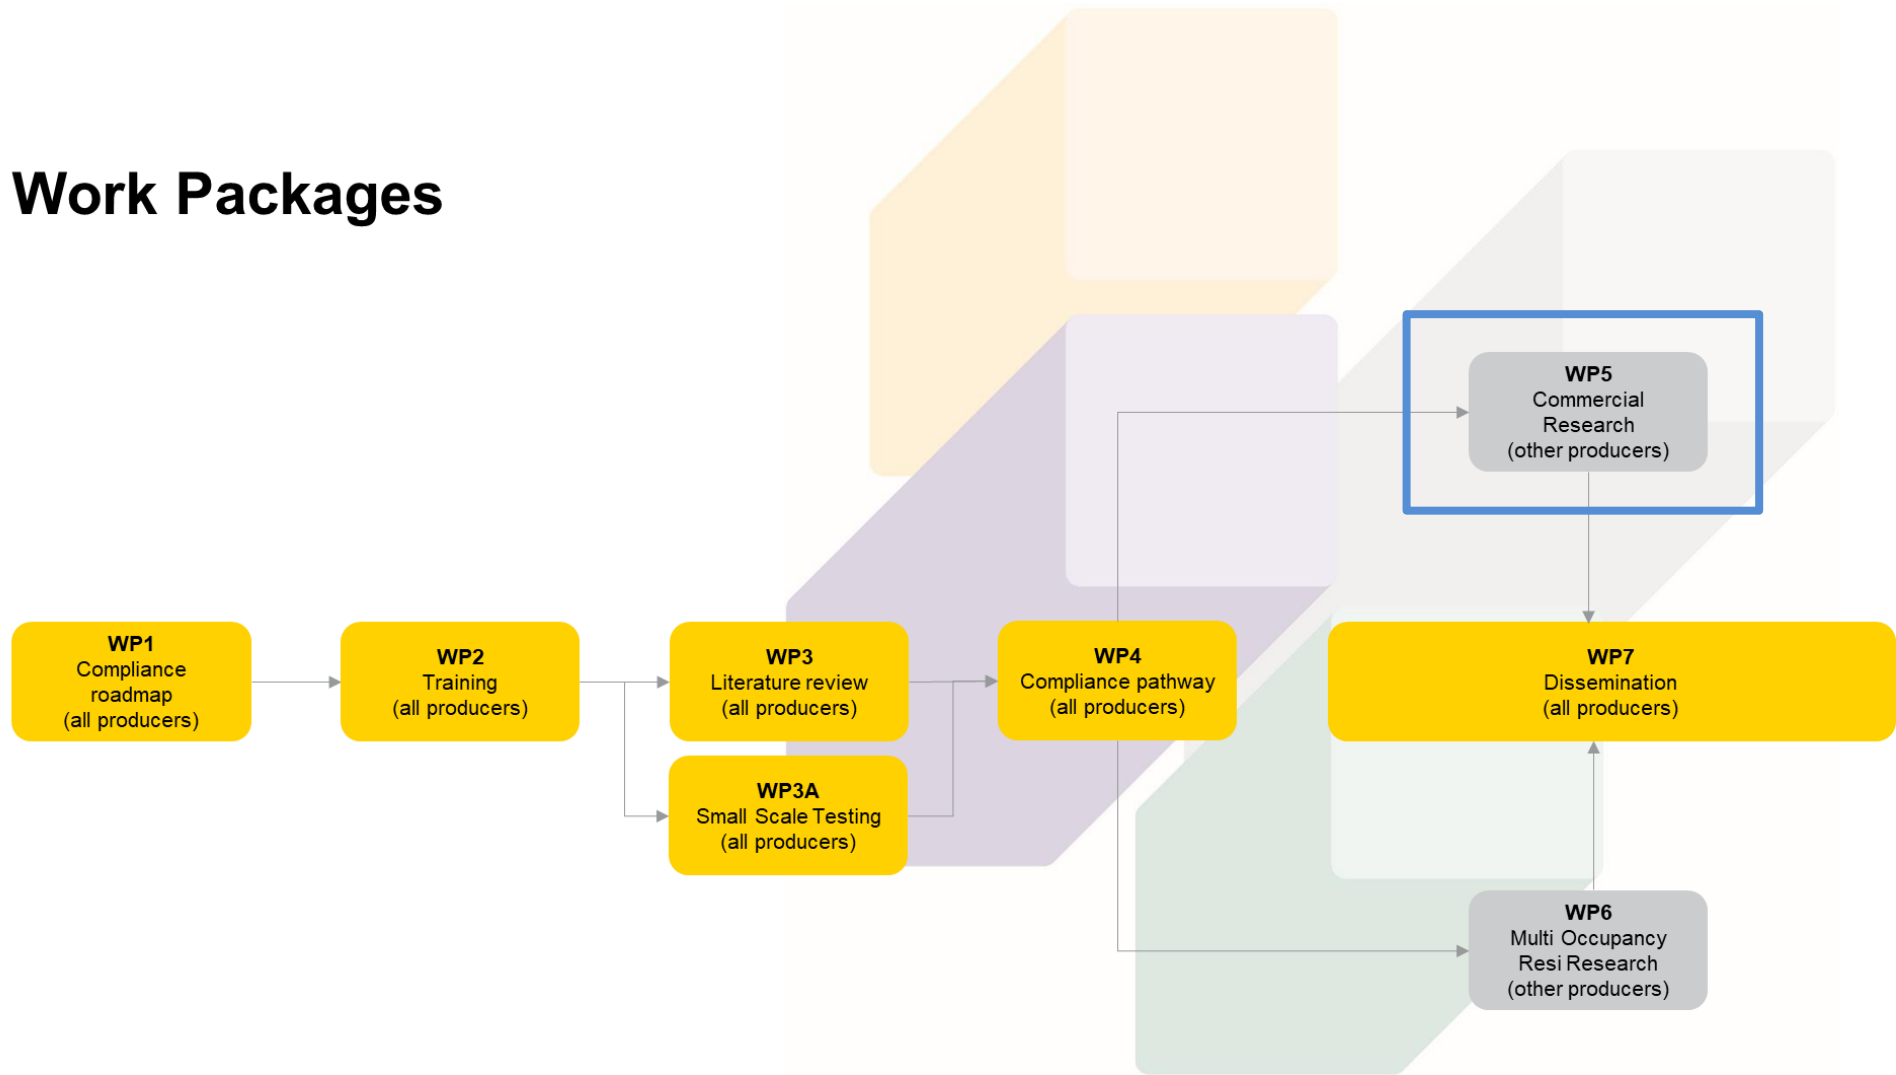 Work Packages
WP1
Compliance
roadmap
(all producers)
WP2
Training
(all producers)
WP3
Literature review
(all producers)
WP3A
Small Scale Testing
(all producers)
WP4
Compliance pathway
(all producers)
WP5
Commercial
Research
(other producers)
WP7
Dissemination
(all producers)
WP6
Multi Occupancy
Resi Research
(other producers)